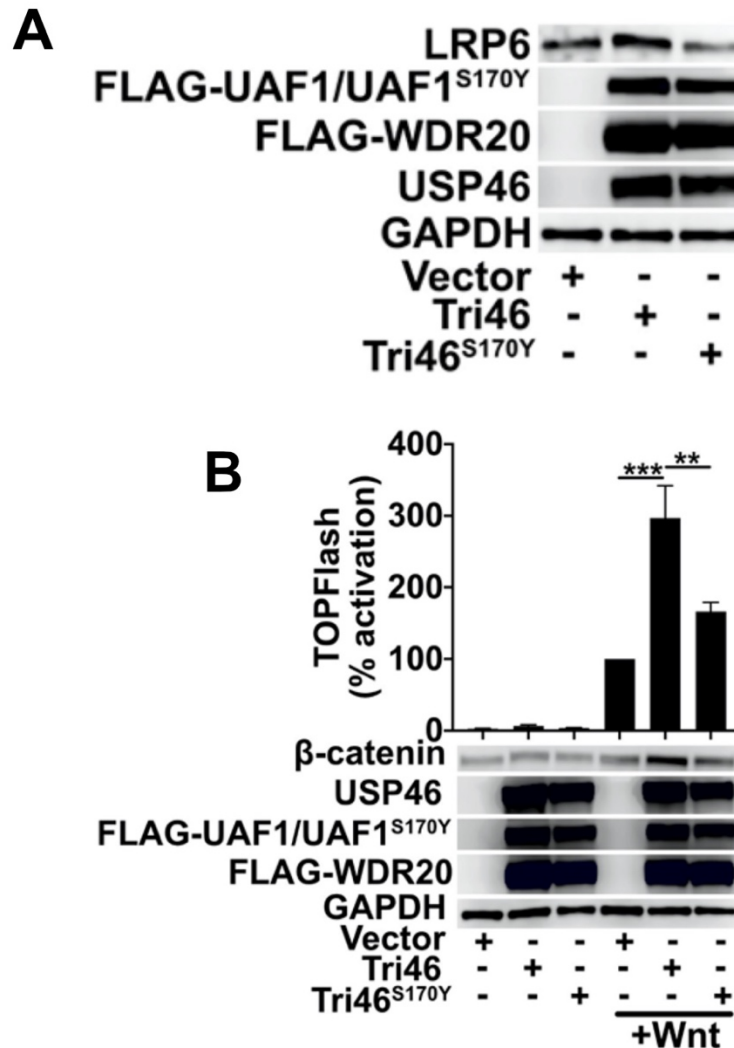 A
LRP6
FLAG-UAF1/UAF1S170Y
FLAG-WDR20
USP46
GAPDH
Vector + - -
Tri46 - + -
Tri46S170Y - - +
B
TOPFlash
(% activation)
400
300
200
100
0
*** **
β-catenin
USP46
FLAG-UAF1/UAF1S170Y
FLAG-WDR20
GAPDH
Vector + - - + - -
Tri46 - + - - + -
Tri46S170Y - - + - - +
+Wnt